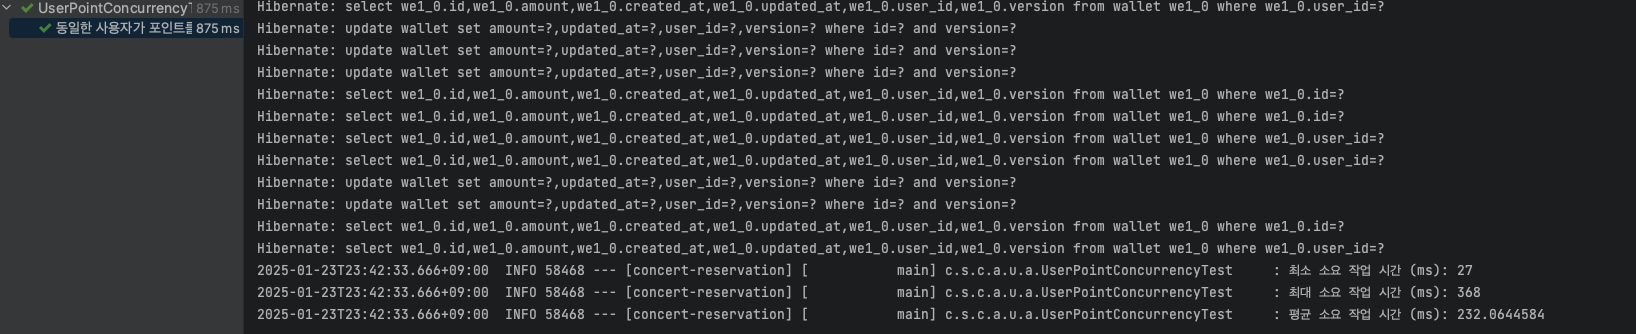 UserPointConcurrencyT 875 ms
동일한 사용자가 포인트를 875 ms
Hibernate: select we1_0.id,we1_0.amount,we1_0.created_at,we1_0.updated_at,we1_0.user_id,we1_0.version from wallet we1_0 where we1_0.user_id=?
Hibernate: update wallet set amount=?,updated_at=?,user_id=?,version=? where id=? and version=?
Hibernate: update wallet set amount=?,updated_at=?,user_id=?,version=? where id=? and version=?
Hibernate: update wallet set amount=?,updated_at=?,user_id=?,version=? where id=? and version=?
Hibernate: select we1_0.id,we1_0.amount,we1_0.created_at,we1_0.updated_at,we1_0.user_id,we1_0.version from wallet we1_0 where we1_0.id=?
Hibernate: select we1_0.id,we1_0.amount,we1_0.created_at,we1_0.updated_at,we1_0.user_id,we1_0.version from wallet we1_0 where we1_0.id=?
Hibernate: select we1_0.id,we1_0.amount,we1_0.created_at,we1_0.updated_at,we1_0.user_id,we1_0.version from wallet we1_0 where we1_0.user_id=?
Hibernate: select we1_0.id,we1_0.amount,we1_0.created_at,we1_0.updated_at,we1_0.user_id,we1_0.version from wallet we1_0 where we1_0.user_id=?
Hibernate: update wallet set amount=?,updated_at=?,user_id=?,version=? where id=? and version=?
Hibernate: update wallet set amount=?,updated_at=?,user_id=?,version=? where id=? and version=?
Hibernate: select we1_0.id,we1_0.amount,we1_0.created_at,we1_0.updated_at,we1_0.user_id,we1_0.version from wallet we1_0 where we1_0.id=?
Hibernate: select we1_0.id,we1_0.amount,we1_0.created_at,we1_0.updated_at,we1_0.user_id,we1_0.version from wallet we1_0 where we1_0.user_id=?
2025-01-23T23:42:33.666+09:00  INFO 58468 --- [concert-reservation] [           main] c.s.c.a.u.a.UserPointConcurrencyTest     : 최소 소요 작업 시간 (ms): 27
2025-01-23T23:42:33.666+09:00  INFO 58468 --- [concert-reservation] [           main] c.s.c.a.u.a.UserPointConcurrencyTest     : 최대 소요 작업 시간 (ms): 368
2025-01-23T23:42:33.666+09:00  INFO 58468 --- [concert-reservation] [           main] c.s.c.a.u.a.UserPointConcurrencyTest     : 평균 소요 작업 시간 (ms): 232.0644584